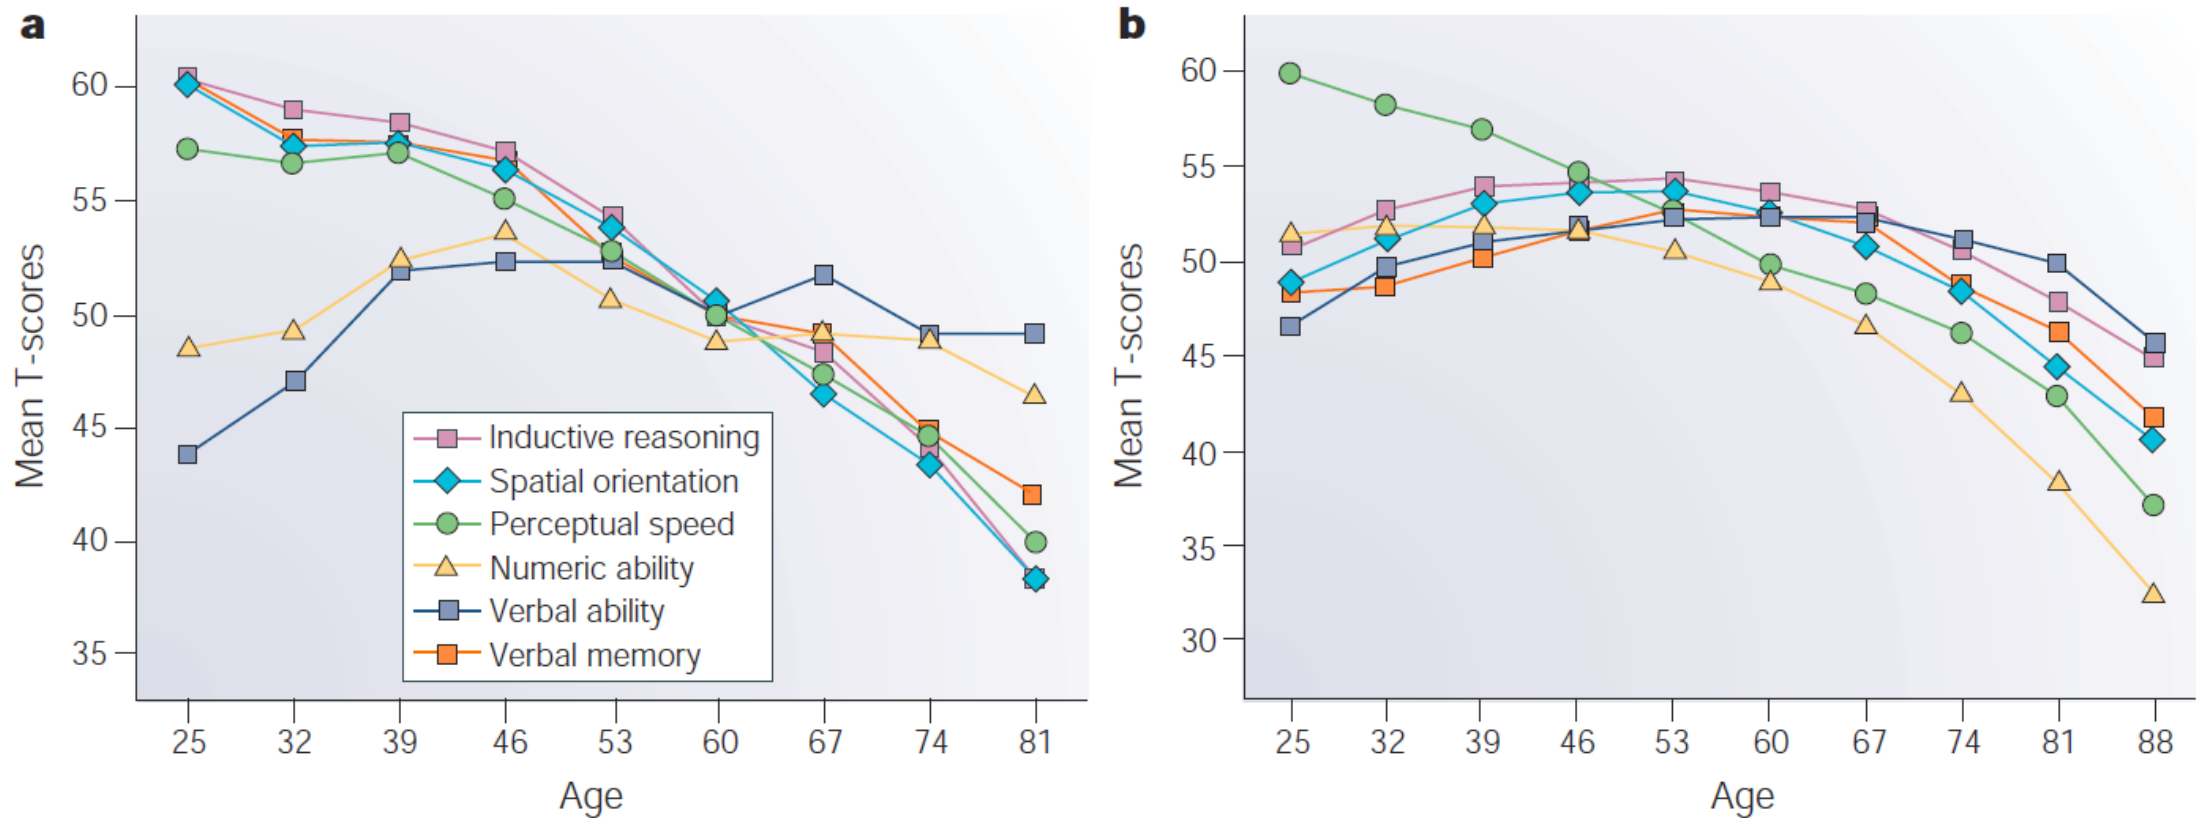 a
60
55
50
45
40
35
Mean T-scores
Inductive reasoning
Spatial orientation
Perceptual speed
Numeric ability
Verbal ability
Verbal memory
25 32 39 46 53 60 67 74 81
Age
b
60
55
50
45
40
35
30
Mean T-scores
25 32 39 46 53 60 67 74 81 88
Age